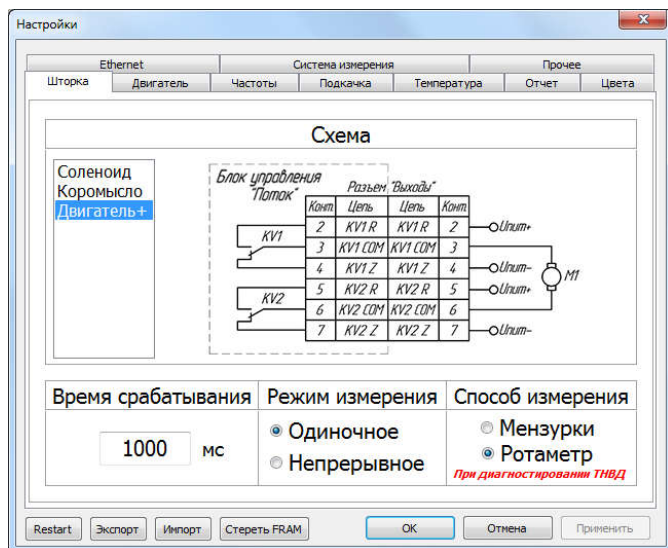 Настройки
Ethernet Система измерения Прочее
Шторка Двигатель Частоты Подкачка Температура Отчет Цвета
Схема
Соленоид
Коромысло
Двигатель+
Блок управления
"Поток"
Разъем "Выходы"
Конт. Цепь Цепь Конт.
2 KV1 R KV1 R 2 Uпит+
KV1
3 KV1 COM KV1 COM 3
4 KV1 Z KV1 Z 4 Uпит-
M1
5 KV2 R KV2 R 5 Uпит+
KV2
6 KV2 COM KV2 COM 6
7 KV2 Z KV2 Z 7 Uпит-
Время срабатывания Режим измерения Способ измерения
1000 мс
Одиночное
Непрерывное
Мензурки
Ротаметр
При диагностировании ТНВД
Restart Экспорт Импорт Стереть FRAM OK Отмена Применить